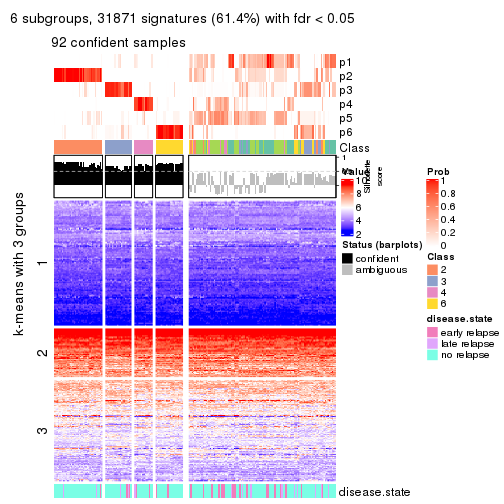 6 subgroups, 31871 signatures (61.4%) with fdr < 0.05
92 confident samples
p1
p2
p3
p4
p5
p6
Class
1
Silhouette
score
k-means with 3 groups
1
2
3
disease.state
Value
10
8
6
4
2
Status (barplots)
confident
ambiguous
Prob
1
0.8
0.6
0.4
0.2
0
Class
2
3
4
6
disease.state
early relapse
late relapse
no relapse